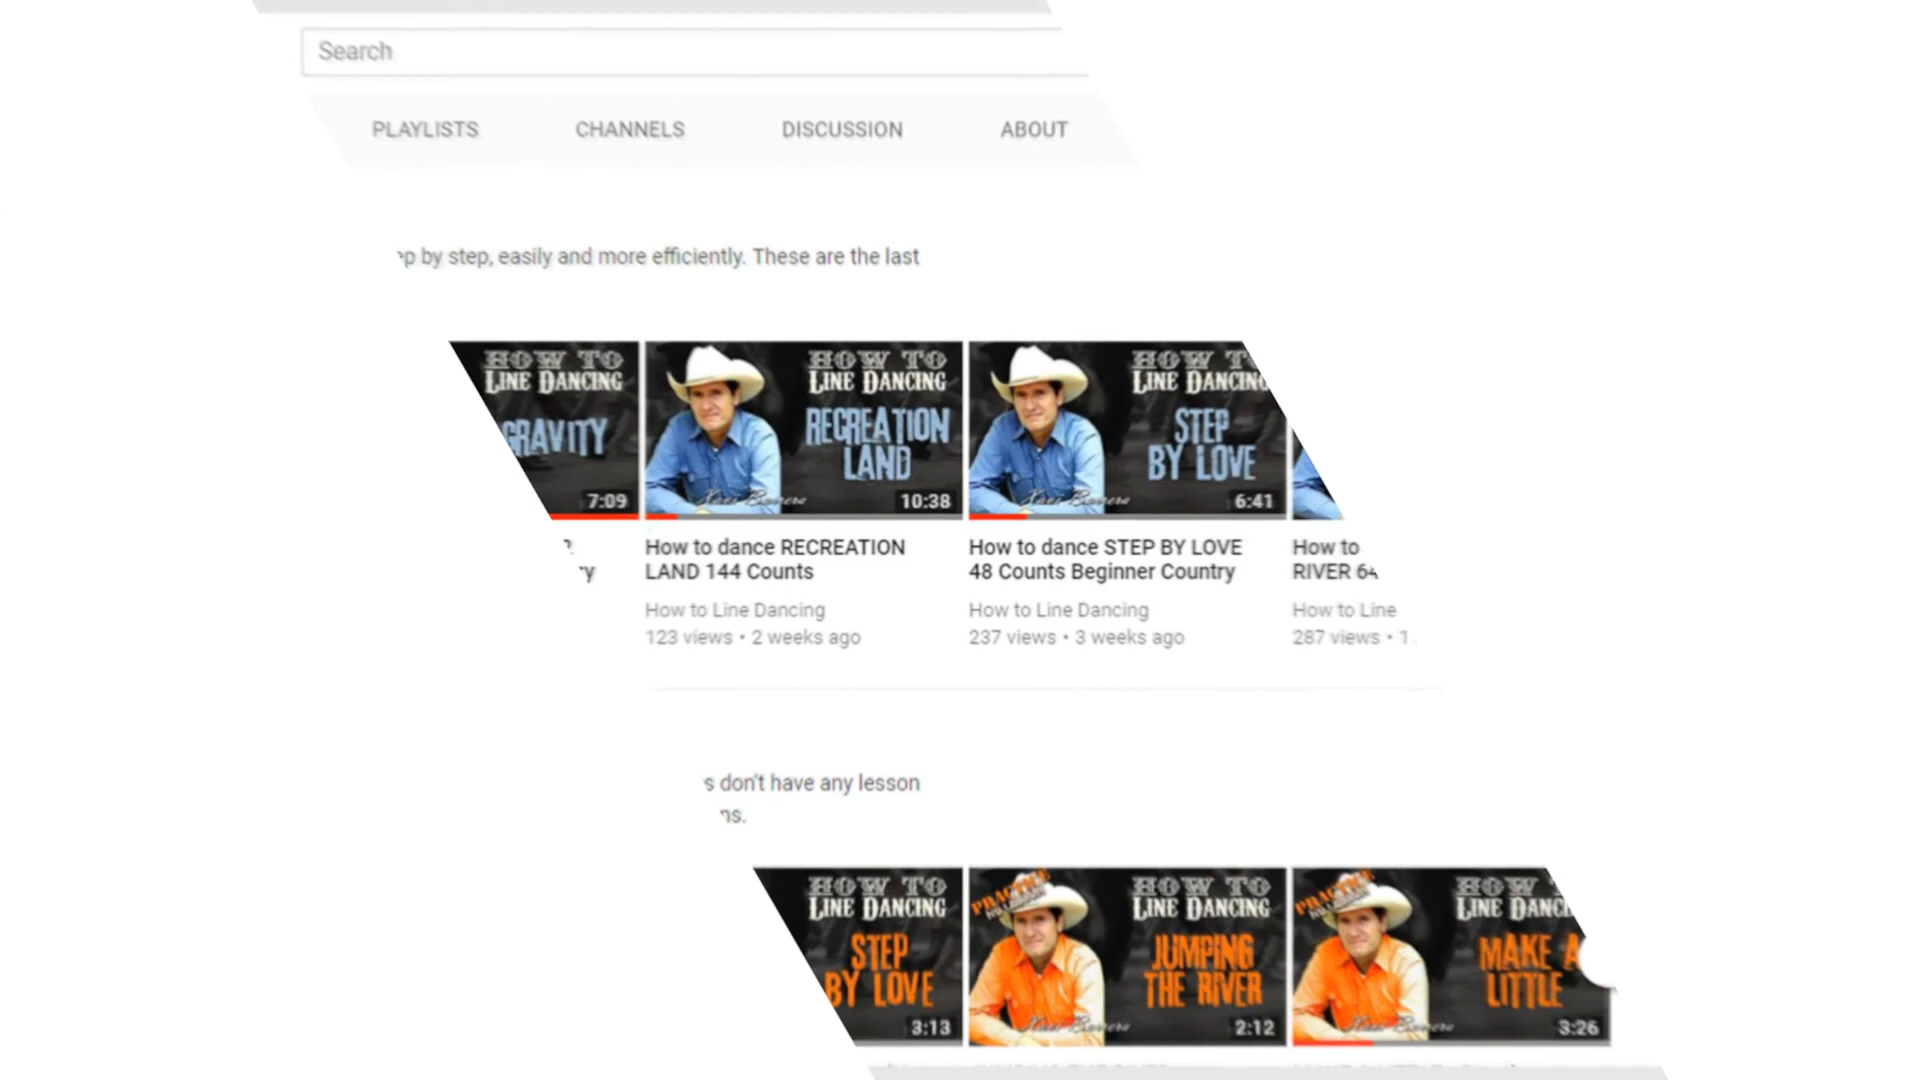 Search
PLAYLISTS CHANNELS DISCUSSION ABOUT
by step, easily and more efficiently. These are the last
HOW TO
LINE DANCING
GRAVITY
7:09
HOW TO
LINE DANCING
RECREATION
LAND
10:38
HOW TO
LINE DANCING
STEP
BY LOVE
6:41
How to dance RECREATION
LAND 144 Counts
How to Line Dancing
123 views • 2 weeks ago
How to dance STEP BY LOVE
48 Counts Beginner Country
How to Line Dancing
237 views • 3 weeks ago
How to
RIVER 64
How to Line
287 views • 1
don't have any lesson
HOW TO
LINE DANCING
STEP
BY LOVE
3:13
PRACTICE
HOW TO
LINE DANCING
JUMPING
THE RIVER
2:12
PRACTICE
HOW
LINE
MAKE A
LITTLE
3:26